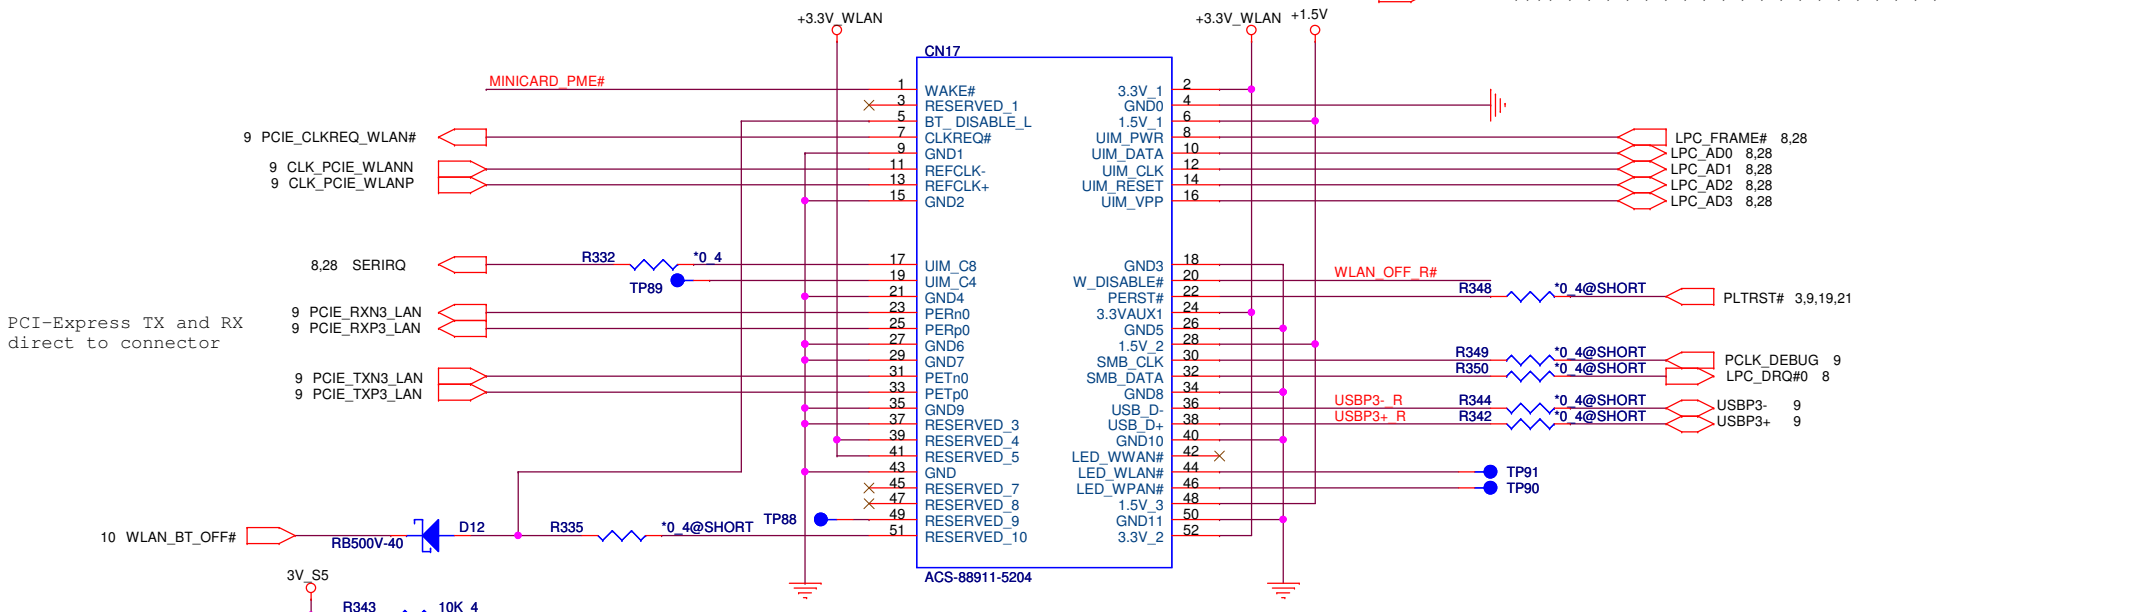 +3.3V_WLAN
+3.3V_WLAN +1.5V
CN17
MINICARD_PME# 1 WAKE# 3.3V_1 2
3 RESERVED_1 GND0 4
5 BT_ DISABLE_L 1.5V_1 6
9 PCIE_CLKREQ_WLAN# 7 CLKREQ# UIM_PWR 8 LPC_FRAME# 8,28
9 GND1 UIM_DATA 10 LPC_AD0 8,28
9 CLK_PCIE_WLANN 11 REFCLK- UIM_CLK 12 LPC_AD1 8,28
9 CLK_PCIE_WLANP 13 REFCLK+ UIM_RESET 14 LPC_AD2 8,28
15 GND2 UIM_VPP 16 LPC_AD3 8,28
8,28 SERIRQ R332 *0_4 17 UIM_C8 GND3 18
TP89 19 UIM_C4 W_DISABLE# 20 WLAN_OFF_R#
21 GND4 PERST# 22 R348 *0_4@SHORT PLTRST# 3,9,19,21
9 PCIE_RXN3_LAN 23 PERn0 3.3VAUX1 24
9 PCIE_RXP3_LAN 25 PERp0 GND5 26
PCI-Express TX and RX
direct to connector
27 GND6 1.5V_2 28
29 GND7 SMB_CLK 30 R349 *0_4@SHORT PCLK_DEBUG 9
9 PCIE_TXN3_LAN 31 PETn0 SMB_DATA 32 R350 *0_4@SHORT LPC_DRQ#0 8
9 PCIE_TXP3_LAN 33 PETp0 GND8 34
35 GND9 USB_D- 36 USBP3-_R R344 *0_4@SHORT USBP3- 9
37 RESERVED_3 USB_D+ 38 USBP3+_R R342 *0_4@SHORT USBP3+ 9
39 RESERVED_4 GND10 40
41 RESERVED_5 LED_WWAN# 42
43 GND LED_WLAN# 44 TP91
45 RESERVED_7 LED_WPAN# 46 TP90
47 RESERVED_8 1.5V_3 48
TP88 49 RESERVED_9 GND11 50
10 WLAN_BT_OFF# RB500V-40 D12 R335 *0_4@SHORT 51 RESERVED_10 3.3V_2 52
ACS-88911-5204
3V_S5
R343 10K_4